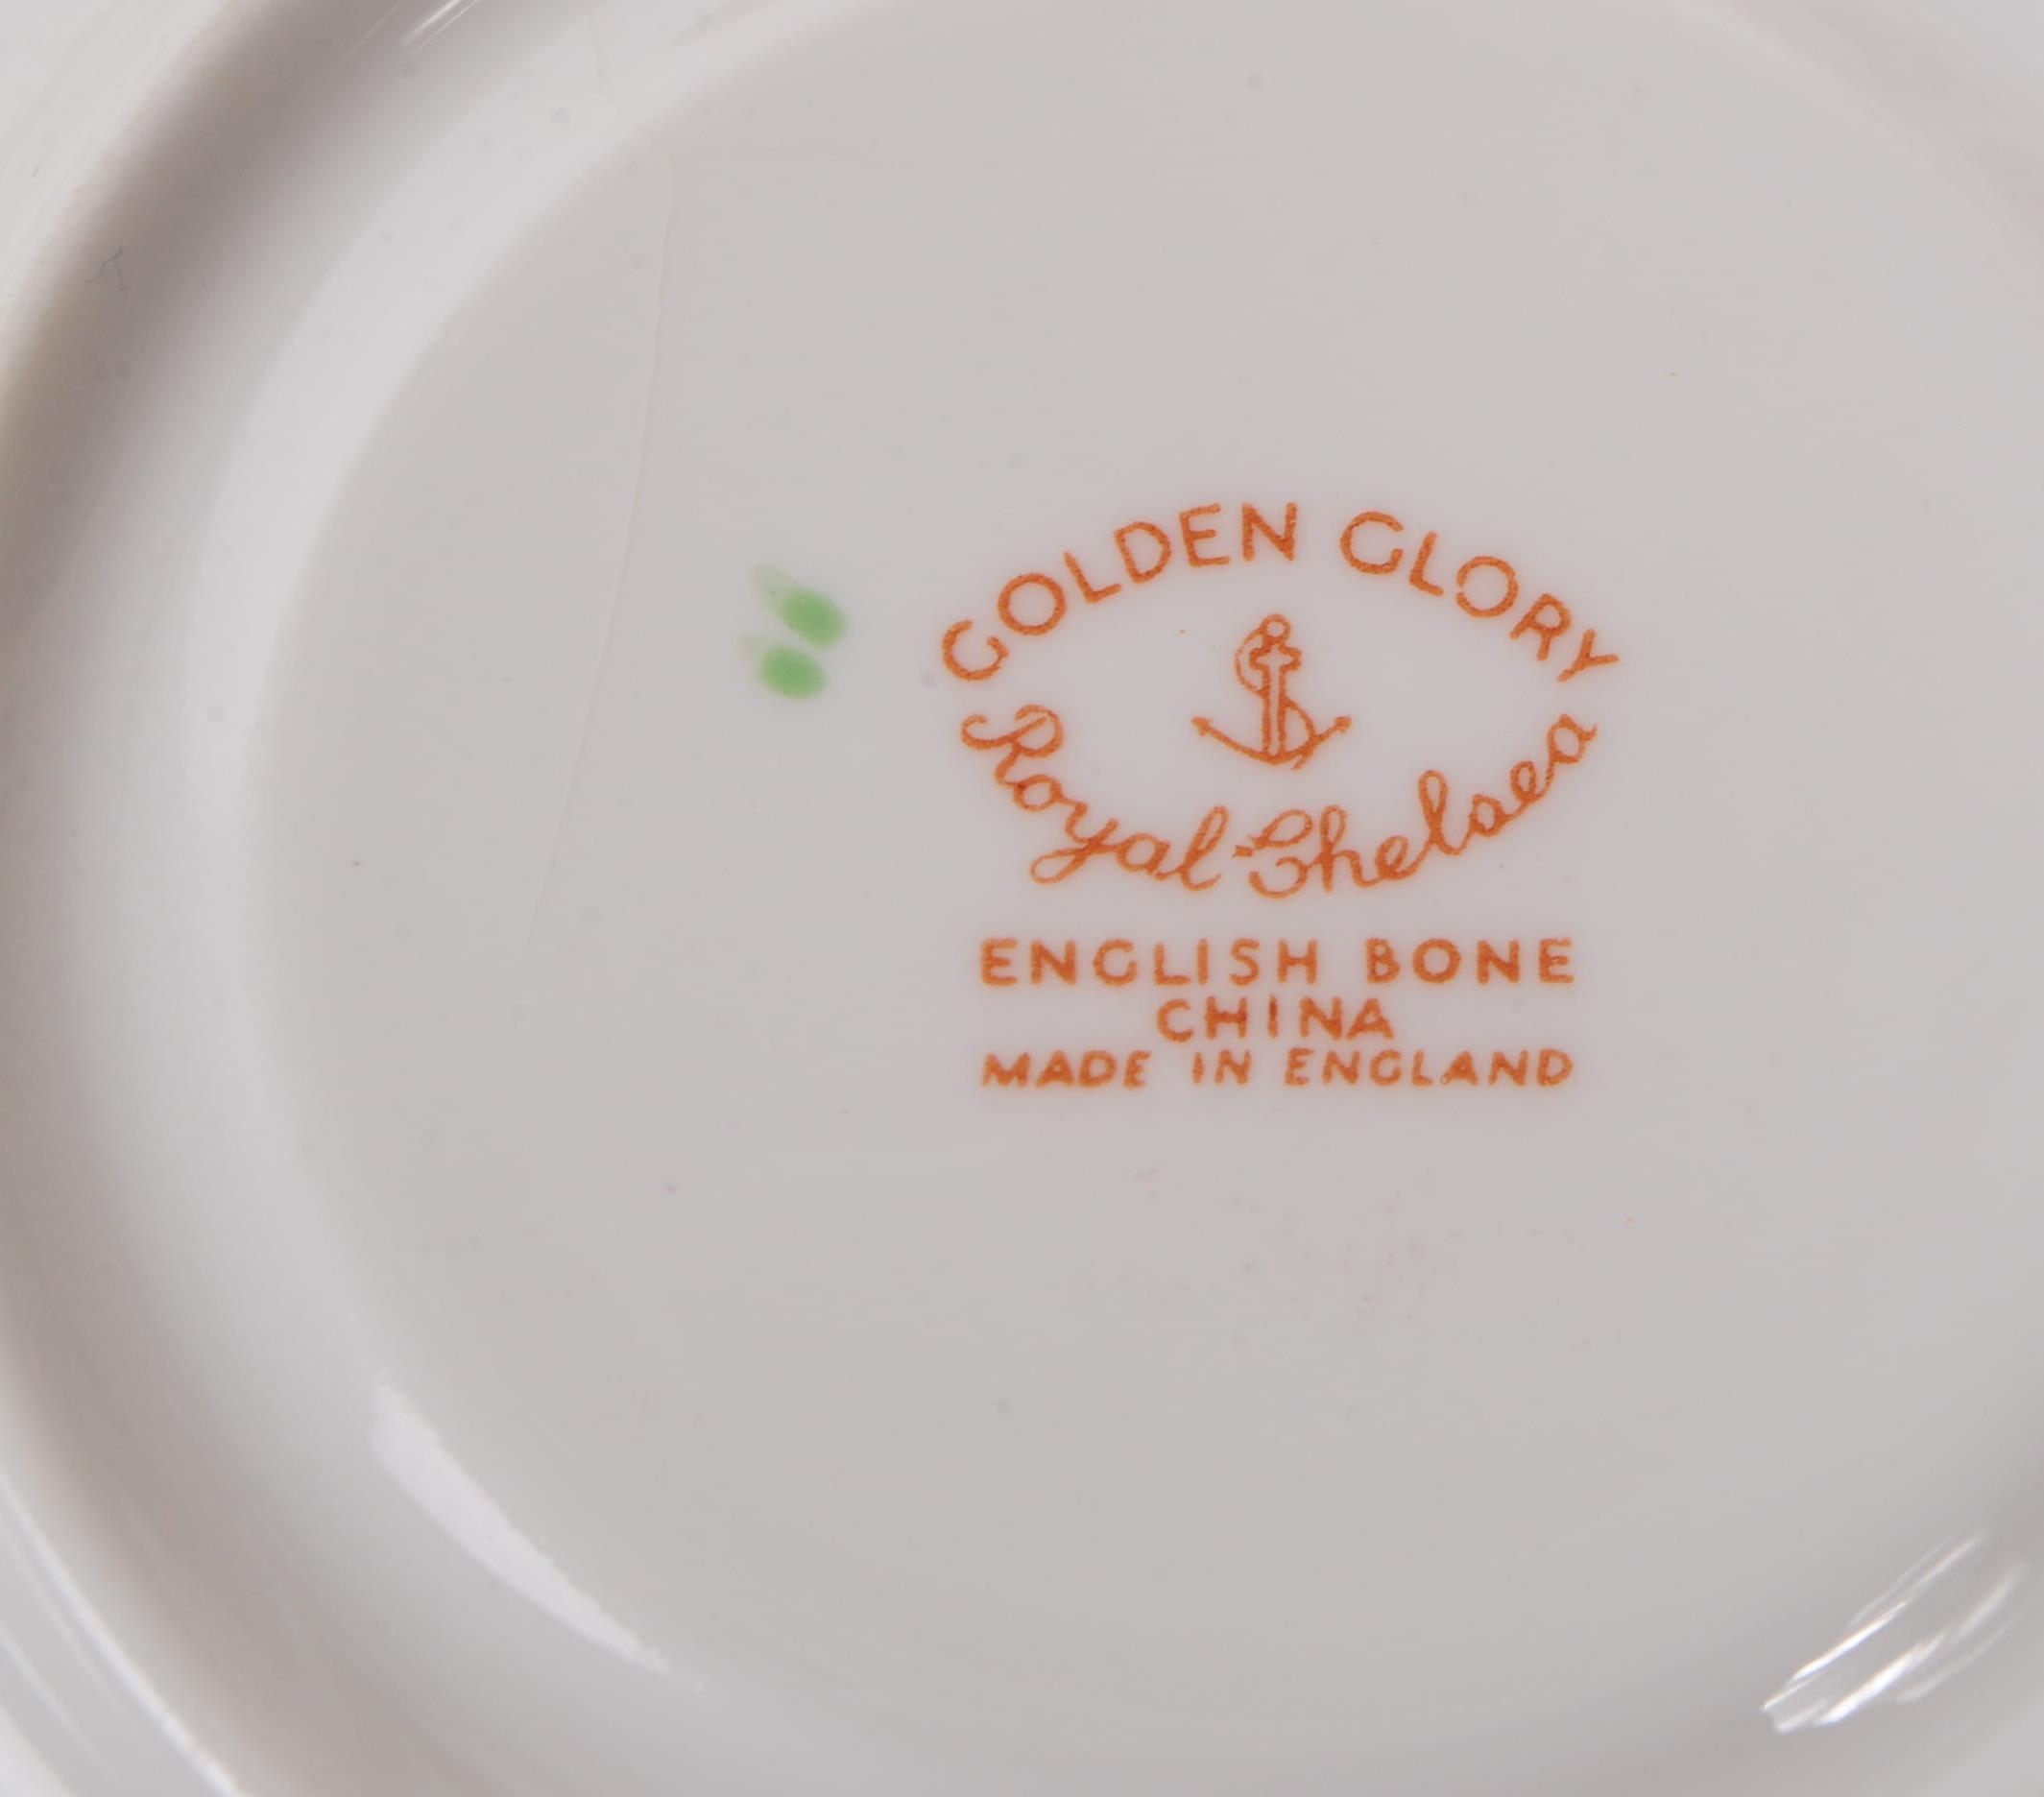 GOLDEN GLORY
Royal Chelsea
ENGLISH BONE
CHINA
MADE IN ENGLAND